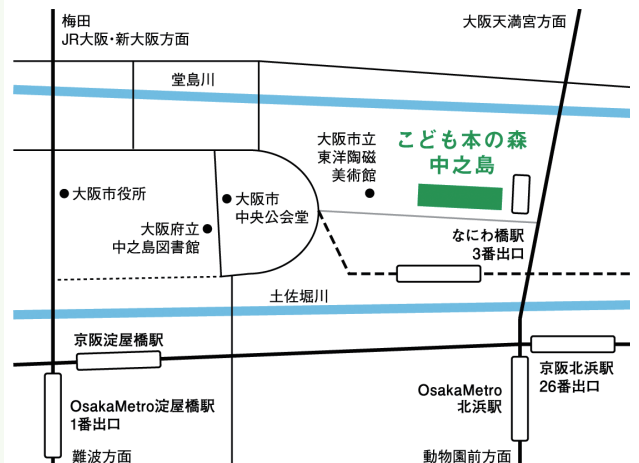 梅田
JR大阪・新大阪方面
大阪天満宮方面
堂島川
大阪市立
東洋陶磁
美術館
こども本の森
中之島
大阪市役所
大阪市
中央公会堂
大阪府立
中之島図書館
なにわ橋駅
3番出口
土佐堀川
京阪淀屋橋駅
京阪北浜駅
26番出口
OsakaMetro
北浜駅
OsakaMetro淀屋橋駅
1番出口
難波方面
動物園前方面